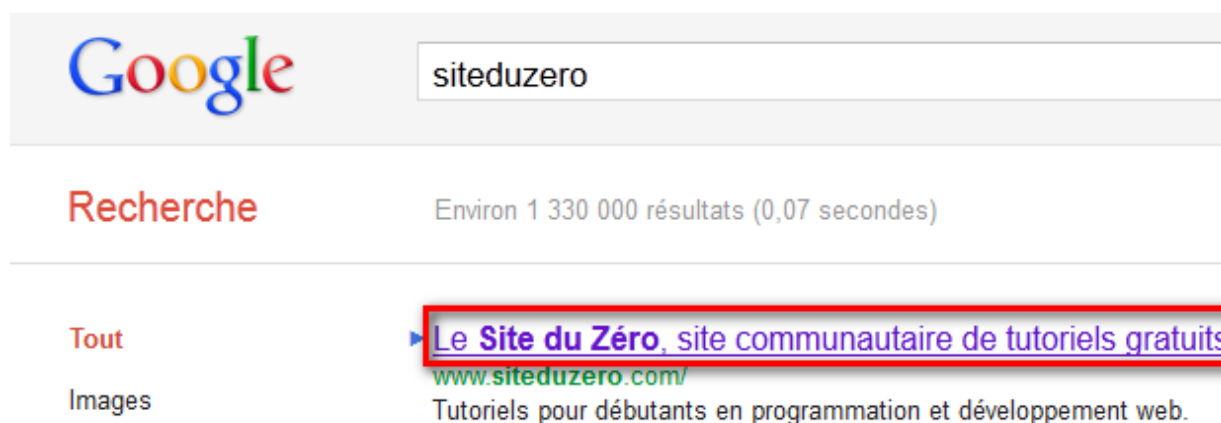 Google
siteduzero
Recherche
Environ 1 330 000 résultats (0,07 secondes)
Tout
Le Site du Zéro, site communautaire de tutoriels gratuits
www.siteduzero.com/
Images
Tutoriels pour débutants en programmation et développement web.